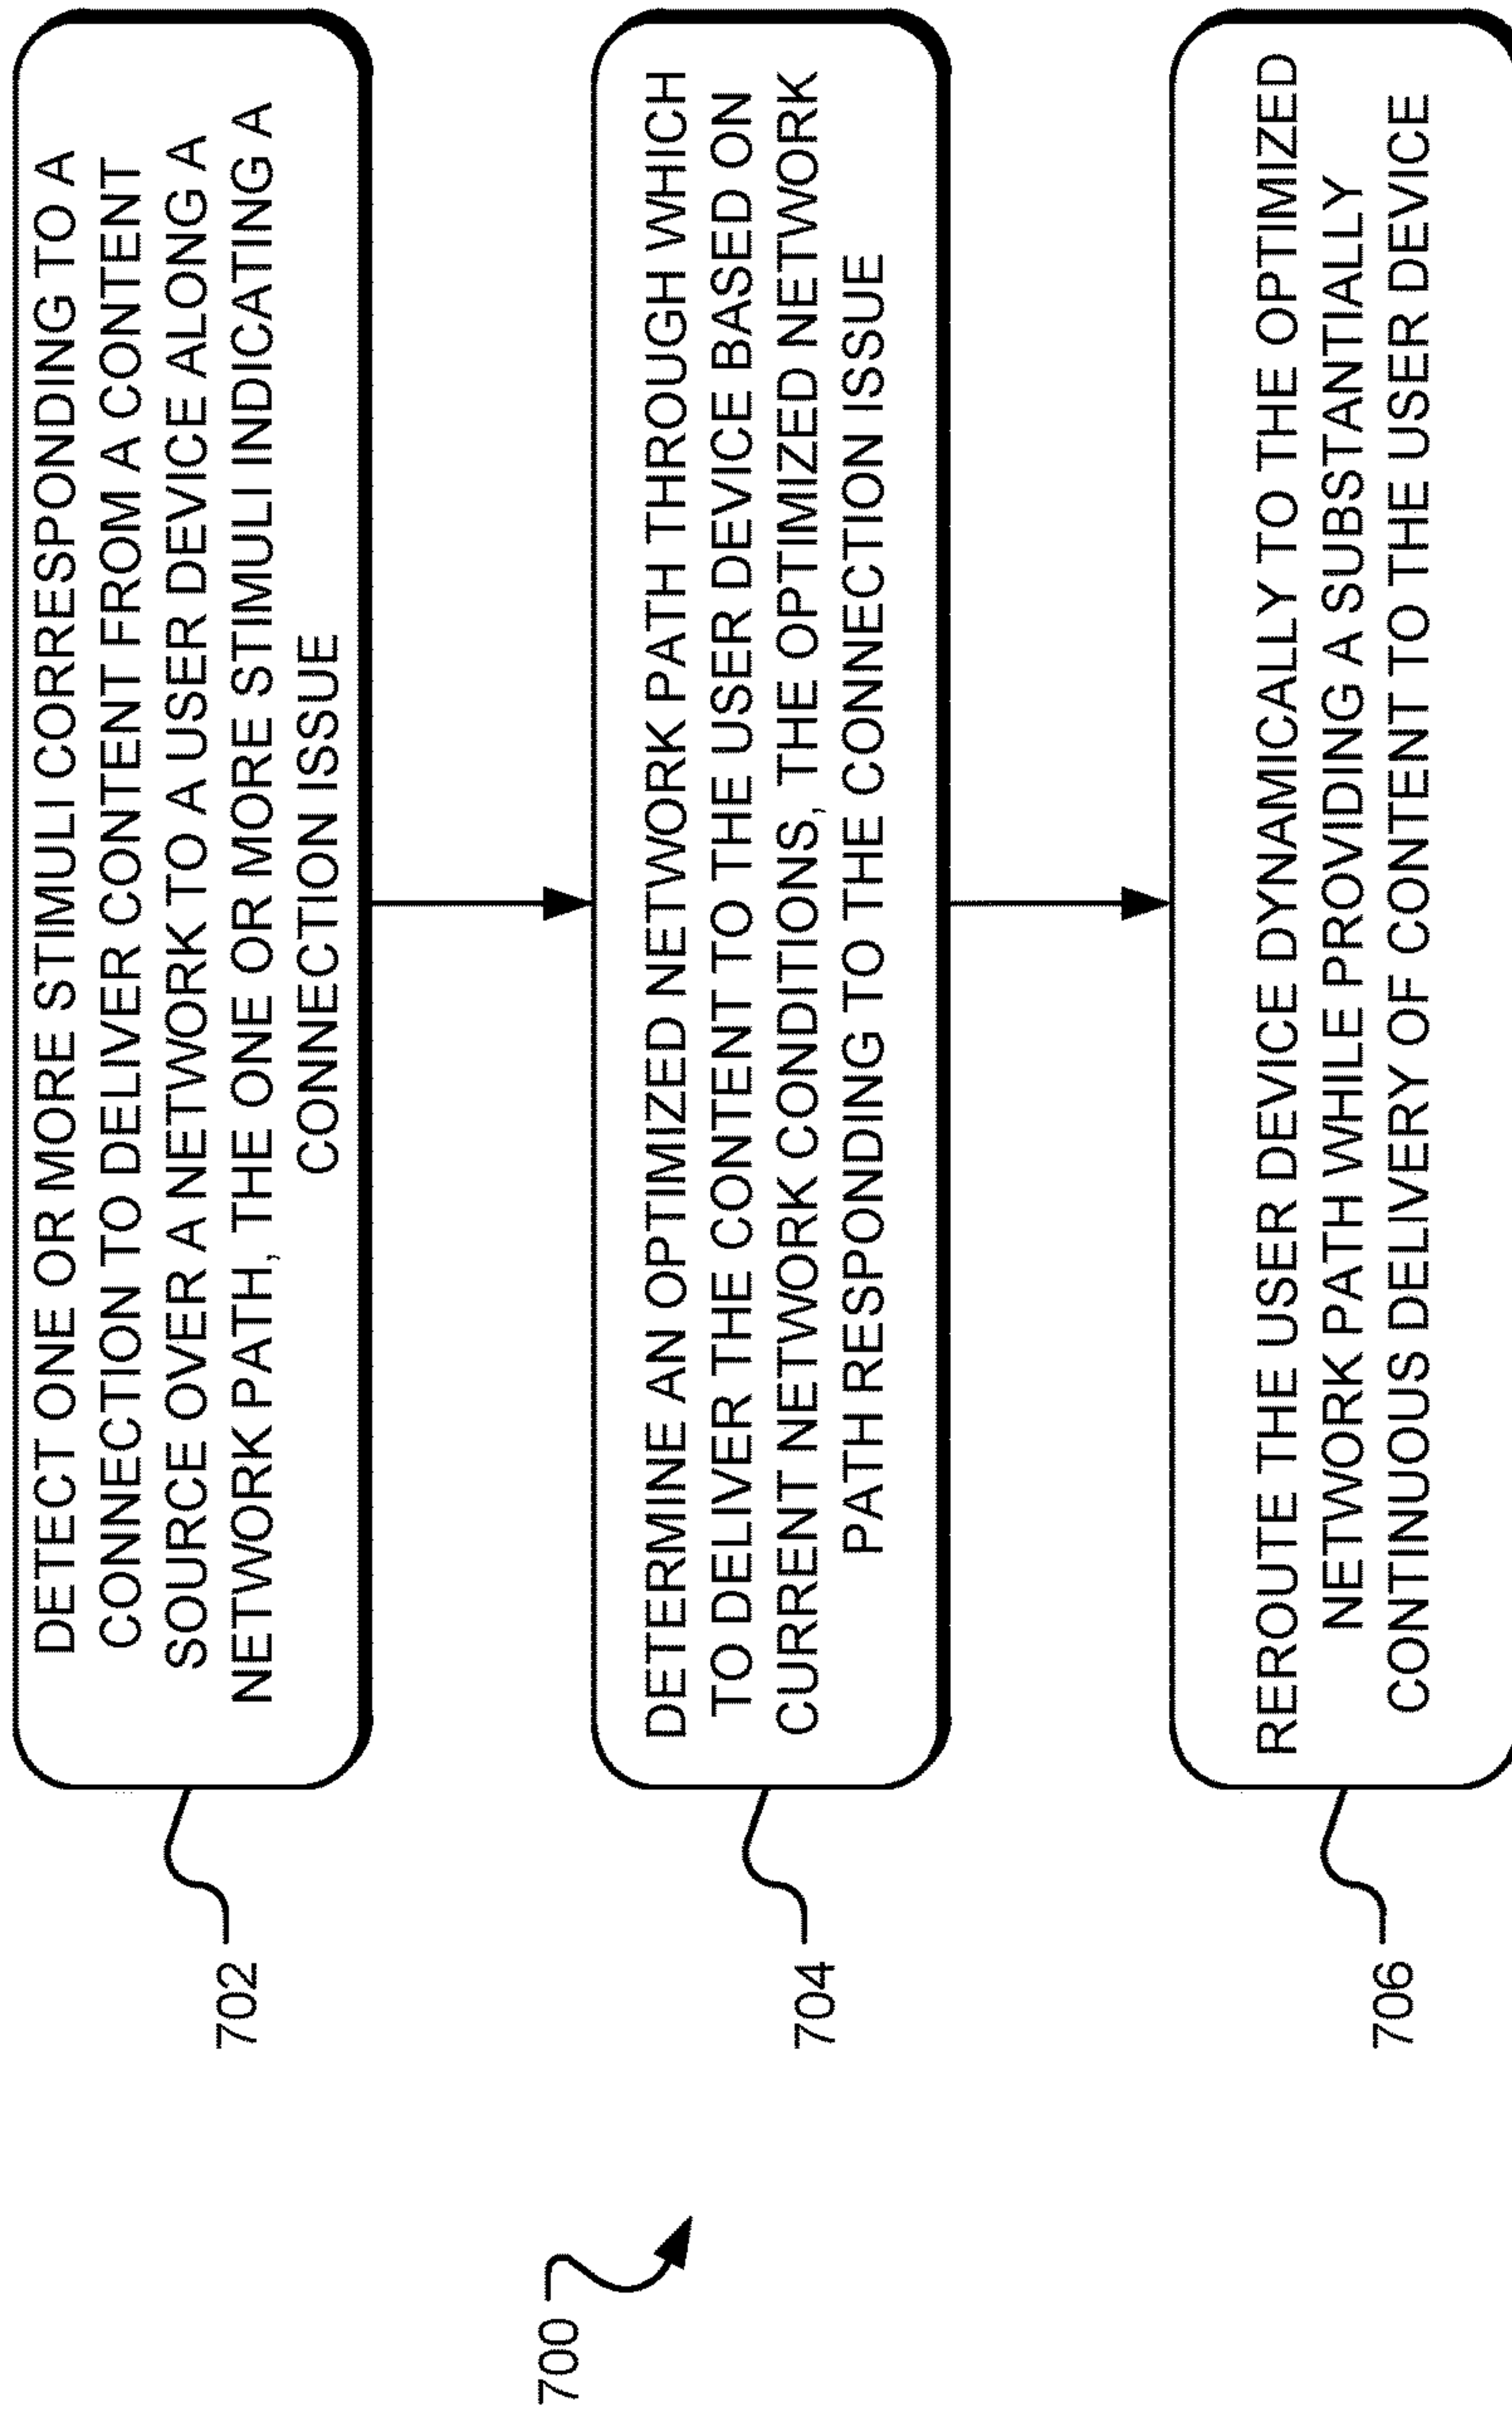 700
702
DETECT ONE OR MORE STIMULI CORRESPONDING TO A
CONNECTION TO DELIVER CONTENT FROM A CONTENT
SOURCE OVER A NETWORK TO A USER DEVICE ALONG A
NETWORK PATH, THE ONE OR MORE STIMULI INDICATING A
CONNECTION ISSUE
704
DETERMINE AN OPTIMIZED NETWORK PATH THROUGH WHICH
TO DELIVER THE CONTENT TO THE USER DEVICE BASED ON
CURRENT NETWORK CONDITIONS, THE OPTIMIZED NETWORK
PATH RESPONDING TO THE CONNECTION ISSUE
706
REROUTE THE USER DEVICE DYNAMICALLY TO THE OPTIMIZED
NETWORK PATH WHILE PROVIDING A SUBSTANTIALLY
CONTINUOUS DELIVERY OF CONTENT TO THE USER DEVICE